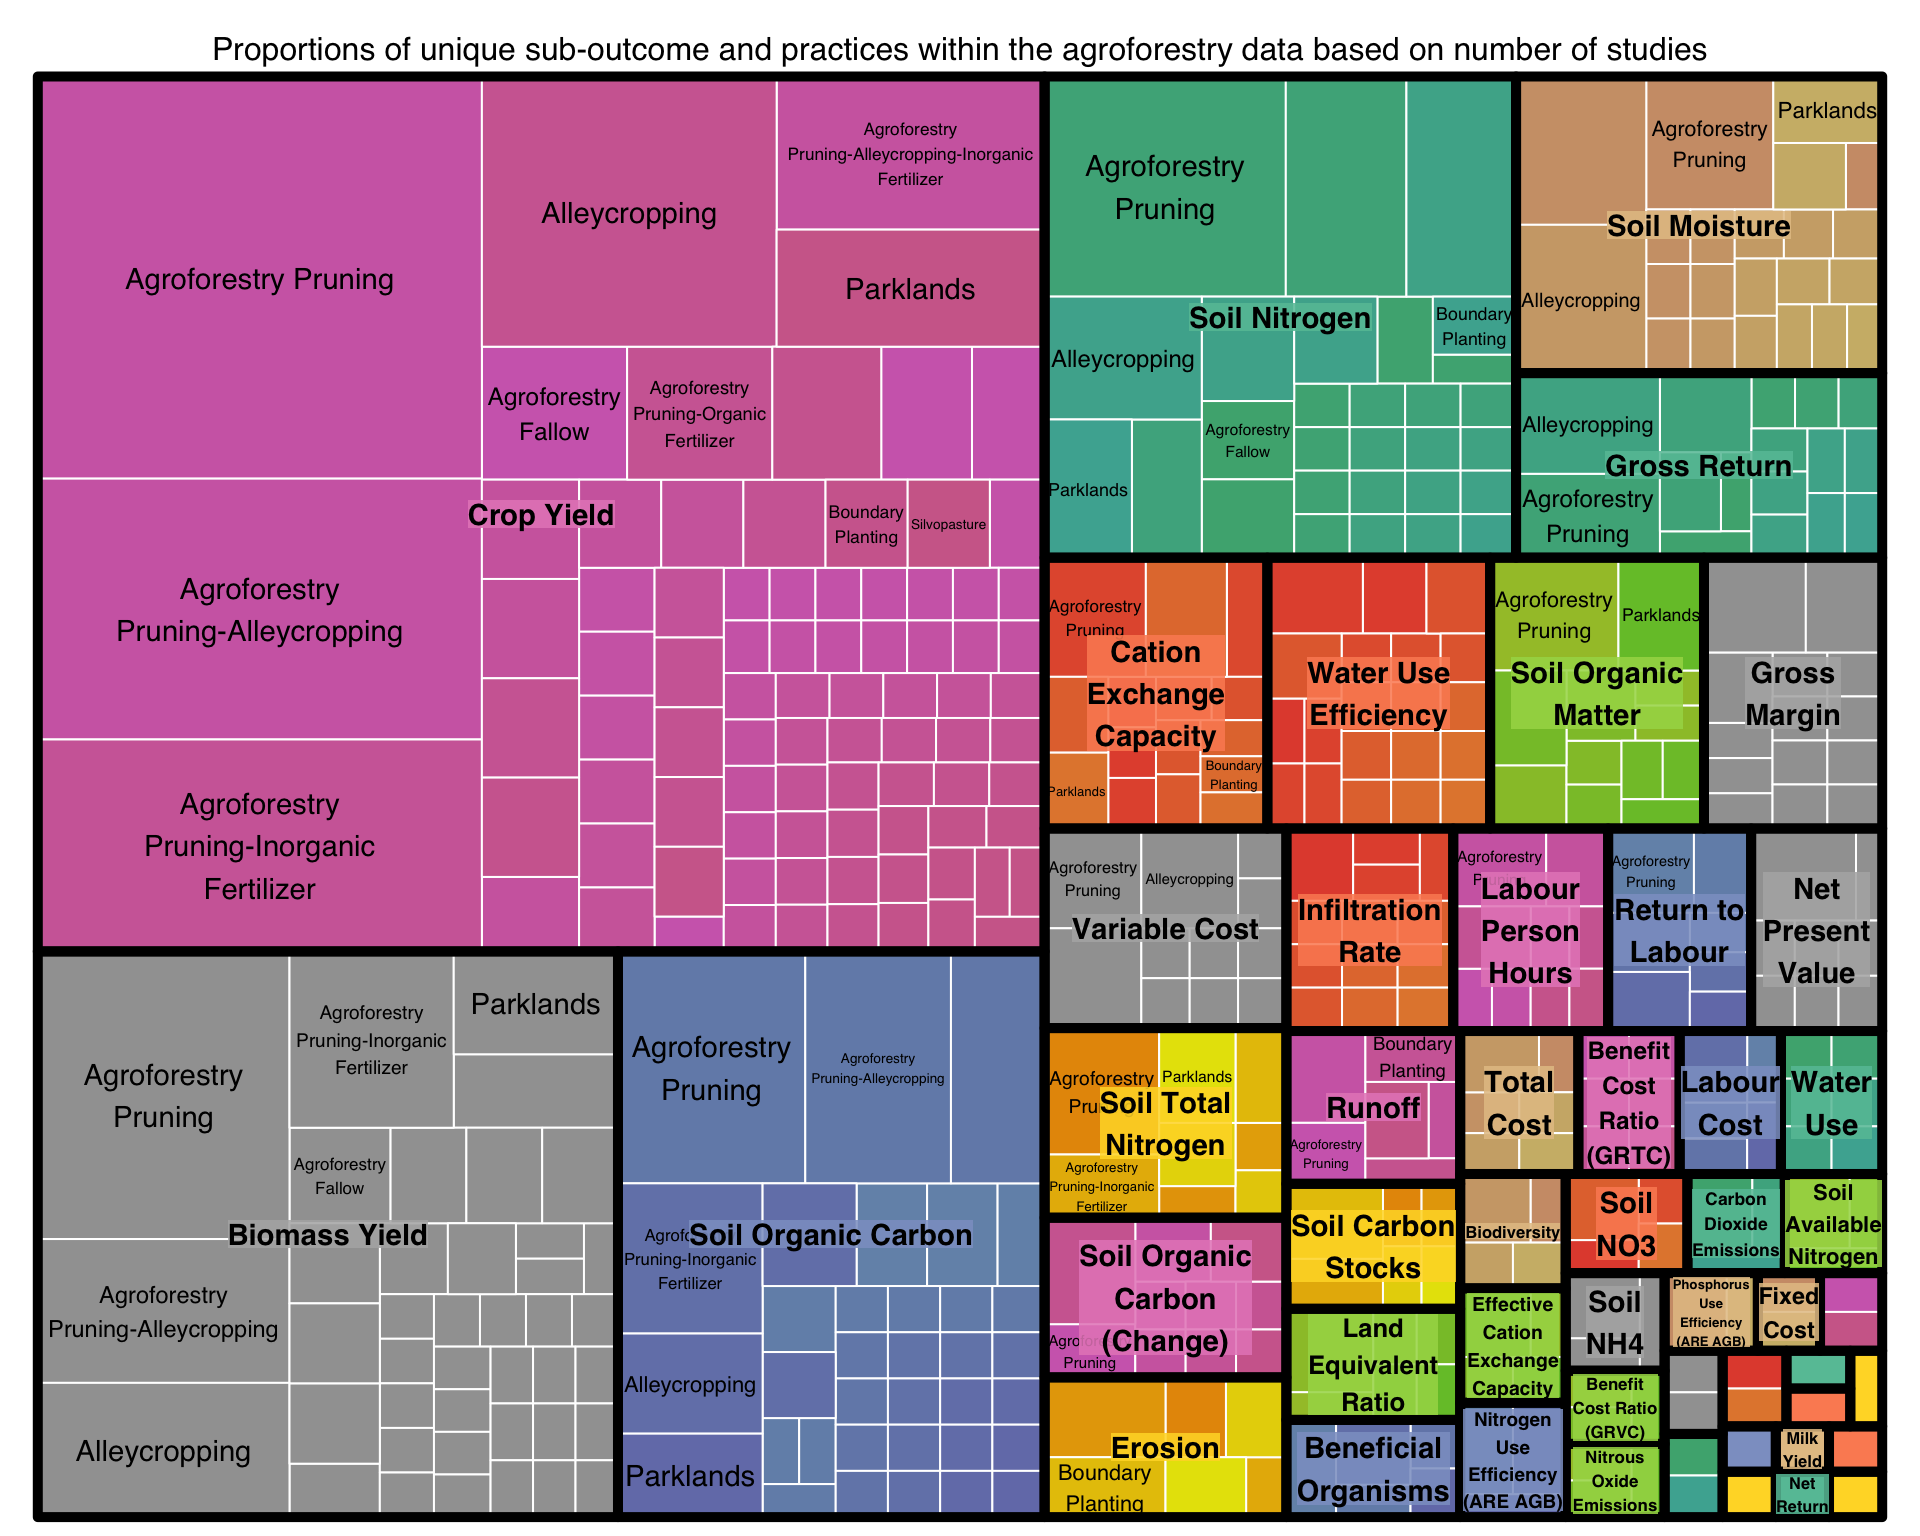 Proportions of unique sub-outcome and practices within the agroforestry data based on number of studies
Agroforestry Pruning
Alleycropping
Agroforestry
Pruning-Alleycropping-Inorganic
Fertilizer
Parklands
Agroforestry
Fallow
Agroforestry
Pruning-Organic
Fertilizer
Crop Yield
Boundary
Planting
Silvopasture
Agroforestry
Pruning-Alleycropping
Agroforestry
Pruning-Inorganic
Fertilizer
Agroforestry
Pruning
Agroforestry
Pruning-Inorganic
Fertilizer
Parklands
Agroforestry
Fallow
Biomass Yield
Agroforestry
Pruning-Alleycropping
Alleycropping
Agroforestry
Pruning
Agroforestry
Pruning-Alleycropping
Soil Organic Carbon
Pruning-Inorganic
Fertilizer
Alleycropping
Parklands
Agroforestry
Pruning
Soil Nitrogen
Boundary
Planting
Alleycropping
Agroforestry
Fallow
Parklands
Agroforestry
Pruning
Parklands
Soil Moisture
Alleycropping
Alleycropping
Gross Return
Agroforestry
Pruning
Agroforestry
Pruning
Cation
Exchange
Capacity
Parklands
Boundary
Planting
Water Use
Efficiency
Agroforestry
Pruning
Parklands
Soil Organic
Matter
Gross
Margin
Agroforestry
Pruning
Alleycropping
Variable Cost
Infiltration
Rate
Agroforestry
Labour
Person
Hours
Agroforestry
Pruning
Return to
Labour
Net
Present
Value
Agroforestry
Parklands
Soil Total
Nitrogen
Agroforestry
Pruning-Inorganic
Fertilizer
Boundary
Planting
Runoff
Agroforestry
Pruning
Total
Cost
Benefit
Cost
Ratio
(GRTC)
Labour
Cost
Water
Use
Soil Organic
Carbon
(Change)
Pruning
Soil Carbon
Stocks
Biodiversity
Soil
NO3
Carbon
Dioxide
Emissions
Soil
Available
Nitrogen
Land
Equivalent
Ratio
Effective
Cation
Exchange
Capacity
Soil
NH4
Phosphorus
Use
Efficiency
(ARE AGB)
Fixed
Cost
Erosion
Boundary
Planting
Beneficial
Organisms
Nitrogen
Use
Efficiency
(ARE AGB)
Benefit
Cost Ratio
(GRVC)
Nitrous
Oxide
Emissions
Milk
Yield
Net
Return